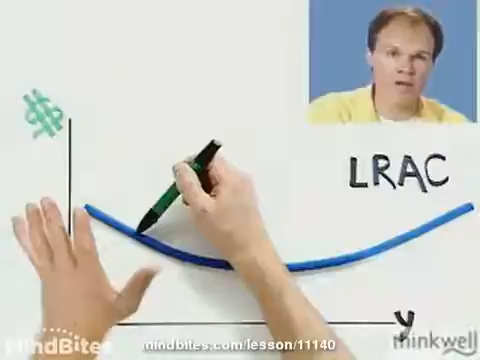 $
LRAC
y
MindBites
mindbites.com/lesson/11140
thinkwell